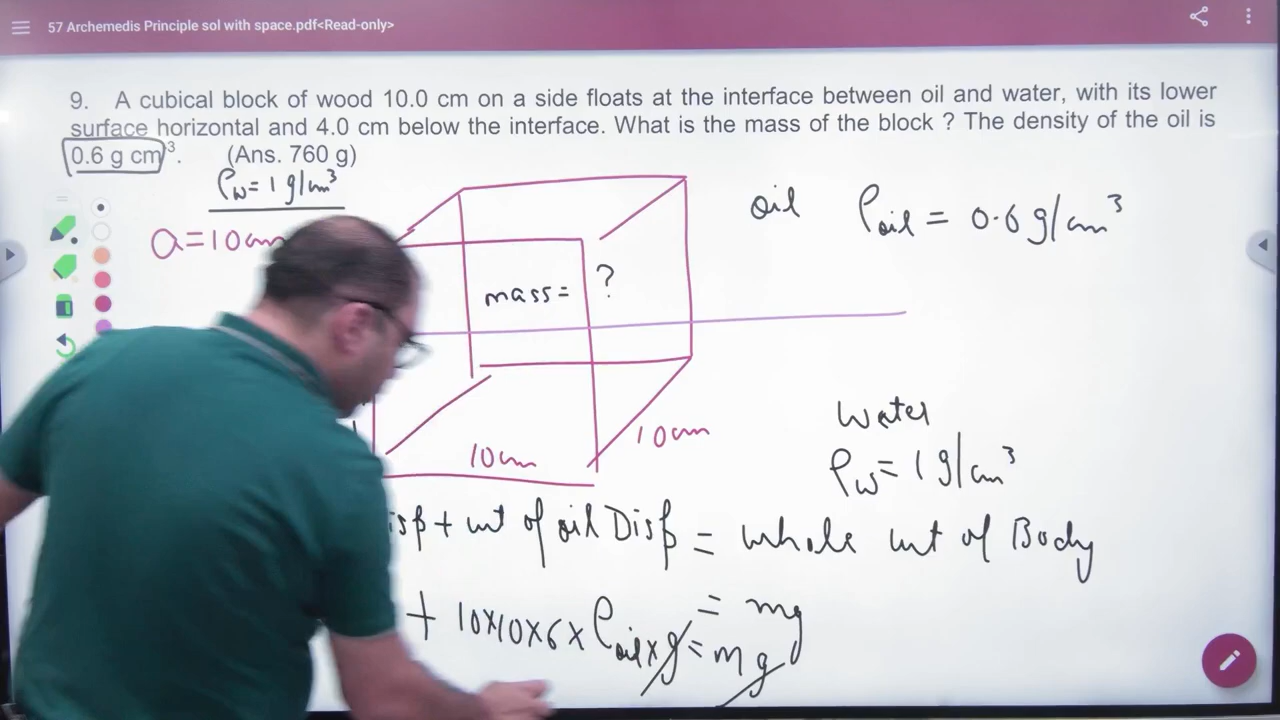 57 Archemedis Principle sol with space.pdf<Read-only>
9. A cubical block of wood 10.0 cm on a side floats at the interface between oil and water, with its lower
surface horizontal and 4.0 cm below the interface. What is the mass of the block ? The density of the oil is
0.6 g cm³. (Ans. 760 g)
ρw = 1 g/cm³
a = 10cm
oil ρoil = 0.6 g/cm³
mass = ?
Water
10cm
10cm
ρw = 1 g/cm³
isp + wt of oil Disp = whole wt of Body
= mg
+ 10×10×6× ρoil × g = mg